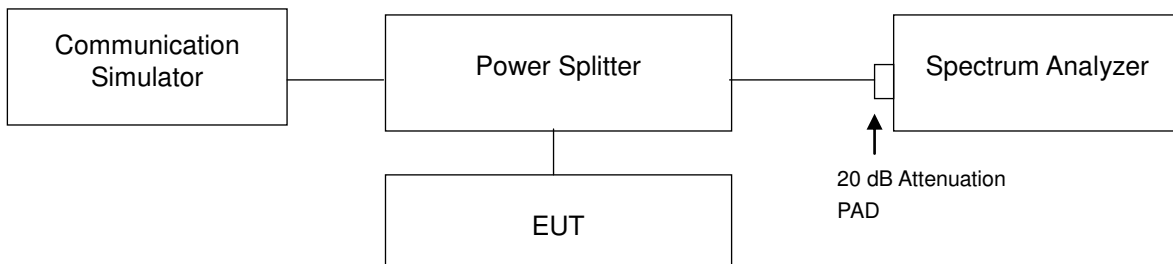 Communication
Simulator
Power Splitter
Spectrum Analyzer
20 dB Attenuation
PAD
EUT